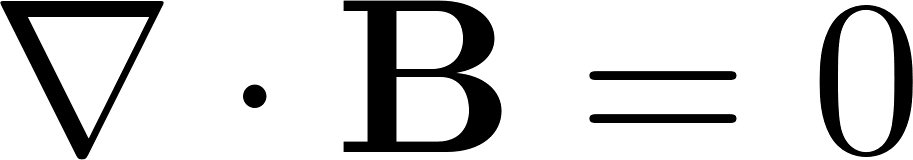 ∇ · 𝐁 = 0